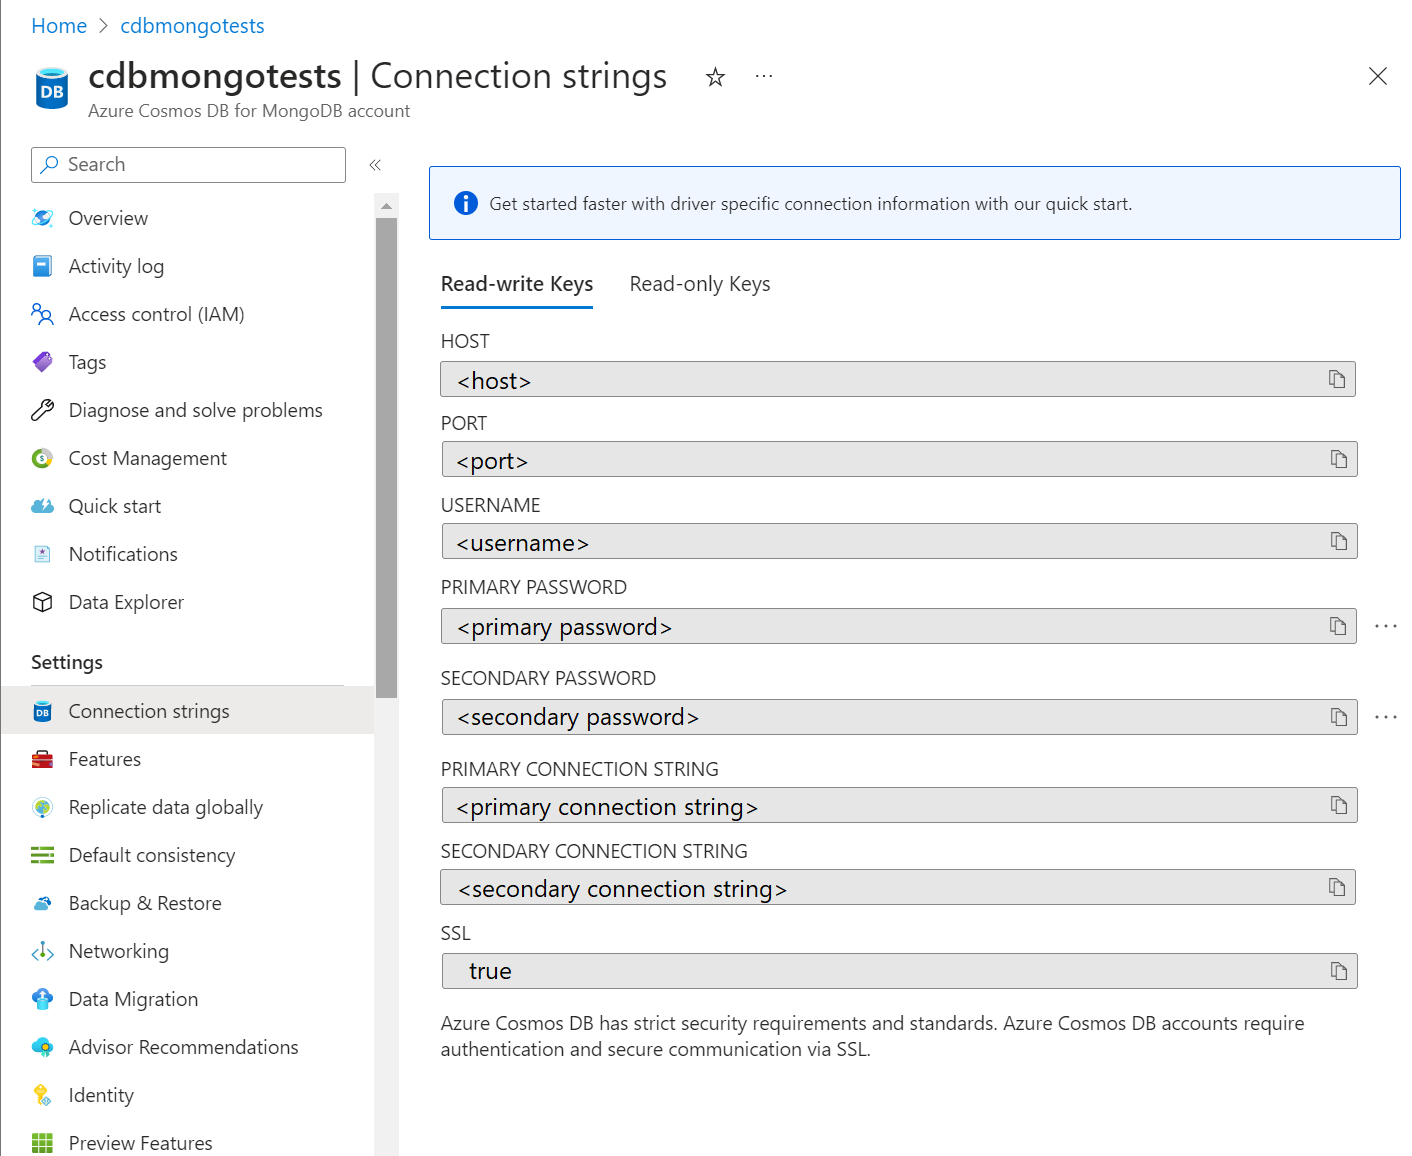 Home > cdbmongotests
DB
cdbmongotests | Connection strings
Azure Cosmos DB for MongoDB account
Search
Overview
Activity log
Access control (IAM)
Tags
Diagnose and solve problems
Cost Management
Quick start
Notifications
Data Explorer
Settings
DB
Connection strings
Features
Replicate data globally
Default consistency
Backup & Restore
Networking
Data Migration
Advisor Recommendations
Identity
Preview Features
Get started faster with driver specific connection information with our quick start.
Read-write Keys Read-only Keys
HOST
<host>
PORT
<port>
USERNAME
<username>
PRIMARY PASSWORD
<primary password>
SECONDARY PASSWORD
<secondary password>
PRIMARY CONNECTION STRING
<primary connection string>
SECONDARY CONNECTION STRING
<secondary connection string>
SSL
true
Azure Cosmos DB has strict security requirements and standards. Azure Cosmos DB accounts require
authentication and secure communication via SSL.